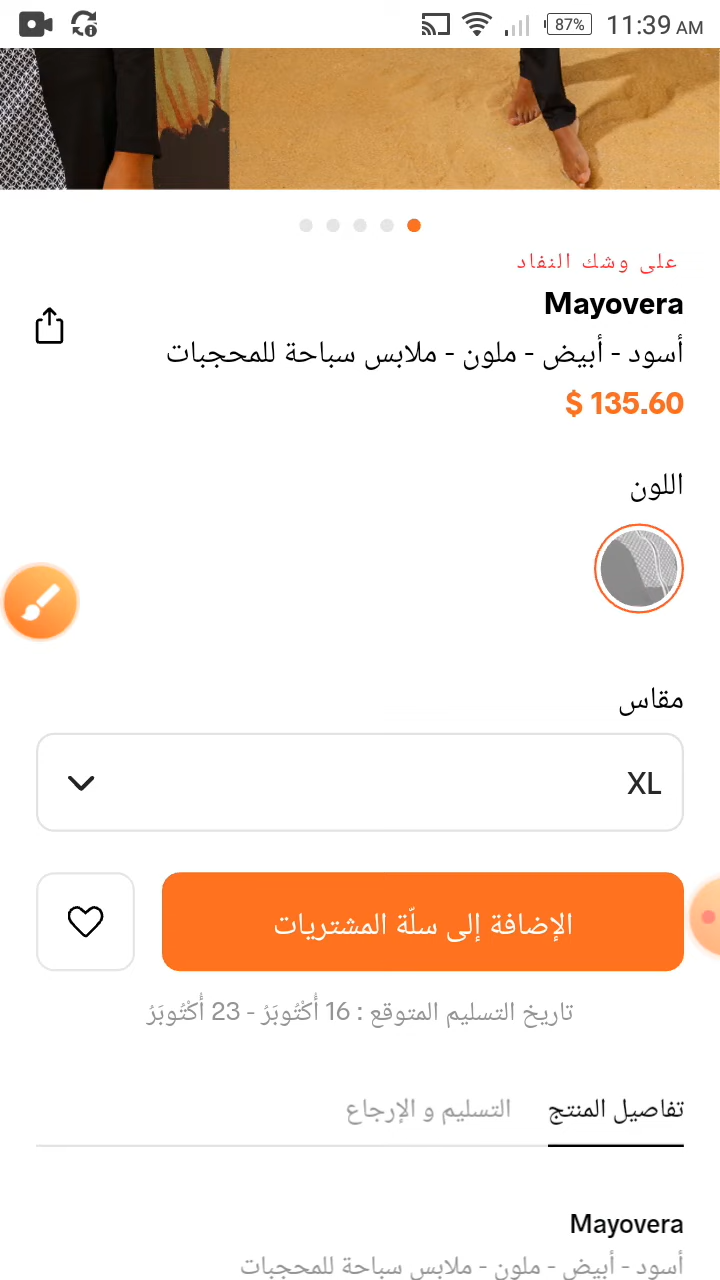 87% 11:39 AM
على وشك النفاد
Mayovera
أسود - أبيض - ملون - ملابس سباحة للمحجبات
$ 135.60
اللون
مقاس
XL
الإضافة إلى سلّة المشتريات
تاريخ التسليم المتوقع : 16 أُكْتُوبَرُ - 23 أُكْتُوبَرُ
تفاصيل المنتج التسليم و الإرجاع
Mayovera
أسود - أبيض - ملون - ملابس سباحة للمحجبات